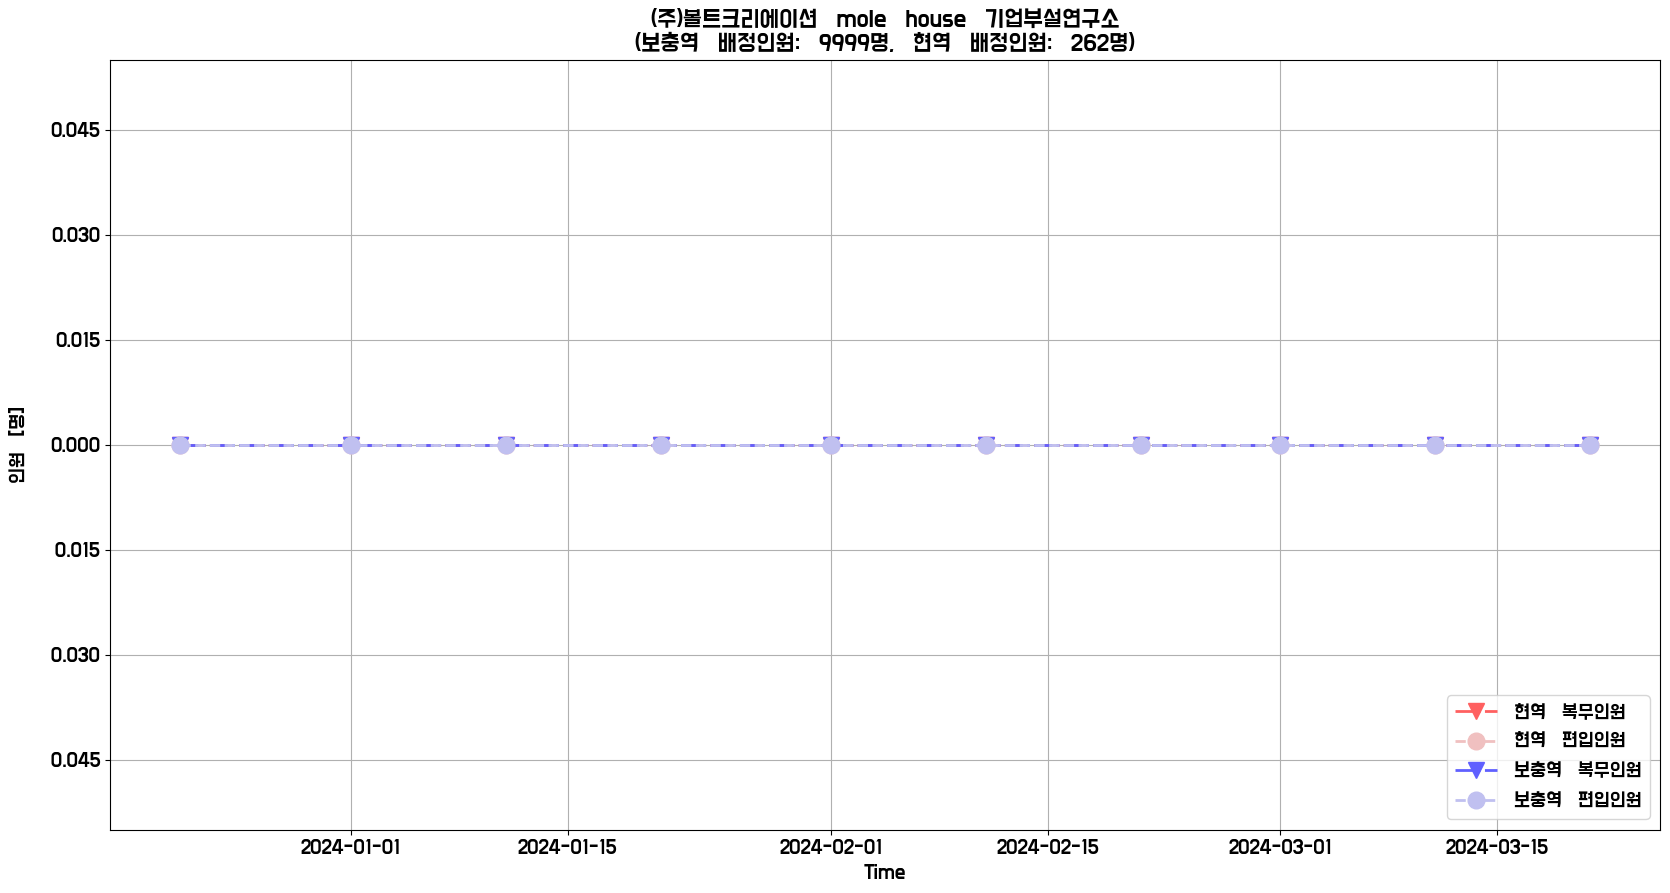 (주)볼트크리에이션 mole house 기업부설연구소
(보충역 배정인원: 9999명, 현역 배정인원: 262명)
0.045
0.030
0.015
0.000
0.015
0.030
0.045
인원 [명]
2024-01-01
2024-01-15
2024-02-01
2024-02-15
2024-03-01
2024-03-15
Time
현역 복무인원
현역 편입인원
보충역 복무인원
보충역 편입인원